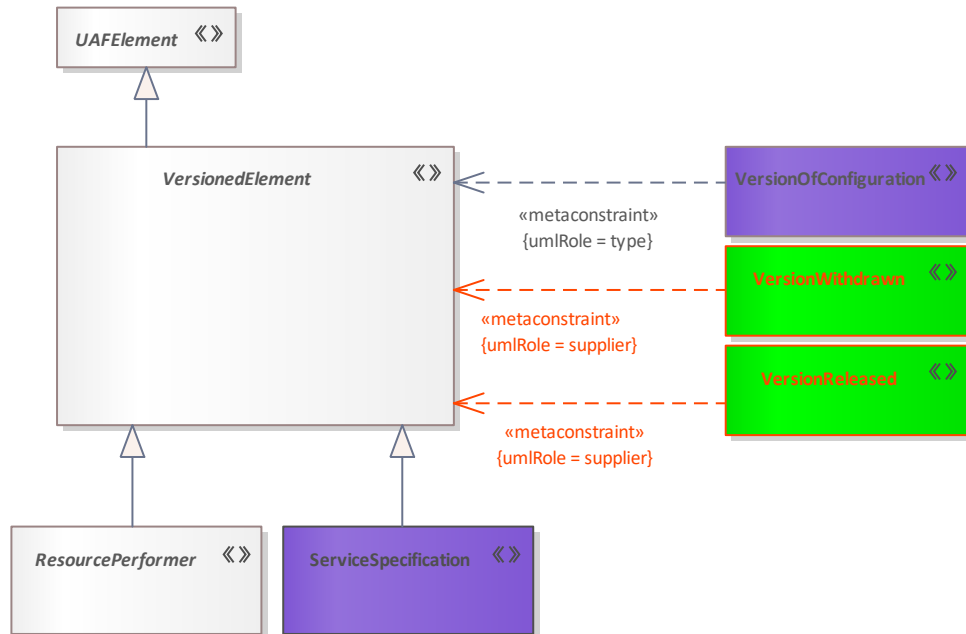 UAFElement «»
VersionedElement «»
VersionOfConfiguration «»
«metaconstraint»
{umlRole = type}
VersionWithdrawn «»
«metaconstraint»
{umlRole = supplier}
VersionReleased «»
«metaconstraint»
{umlRole = supplier}
ResourcePerformer «»
ServiceSpecification «»